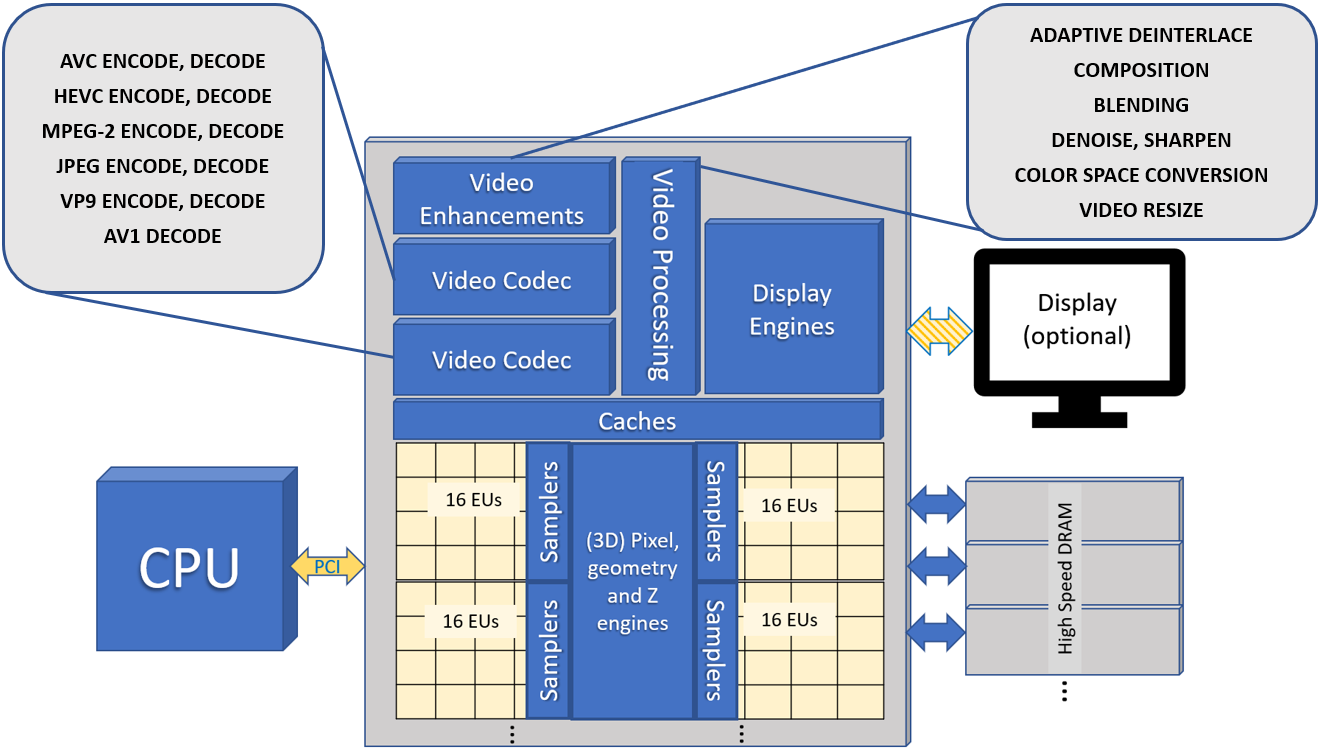 AVC ENCODE, DECODE
HEVC ENCODE, DECODE
MPEG-2 ENCODE, DECODE
JPEG ENCODE, DECODE
VP9 ENCODE, DECODE
AV1 DECODE
ADAPTIVE DEINTERLACE
COMPOSITION
BLENDING
DENOISE, SHARPEN
COLOR SPACE CONVERSION
VIDEO RESIZE
Video
Enhancements
Video Codec
Video Codec
Video Processing
Display
Engines
Display
(optional)
Caches
CPU
PCI
16 EUs
Samplers
16 EUs
Samplers
(3D) Pixel,
geometry
and Z
engines
Samplers
16 EUs
Samplers
16 EUs
High Speed DRAM